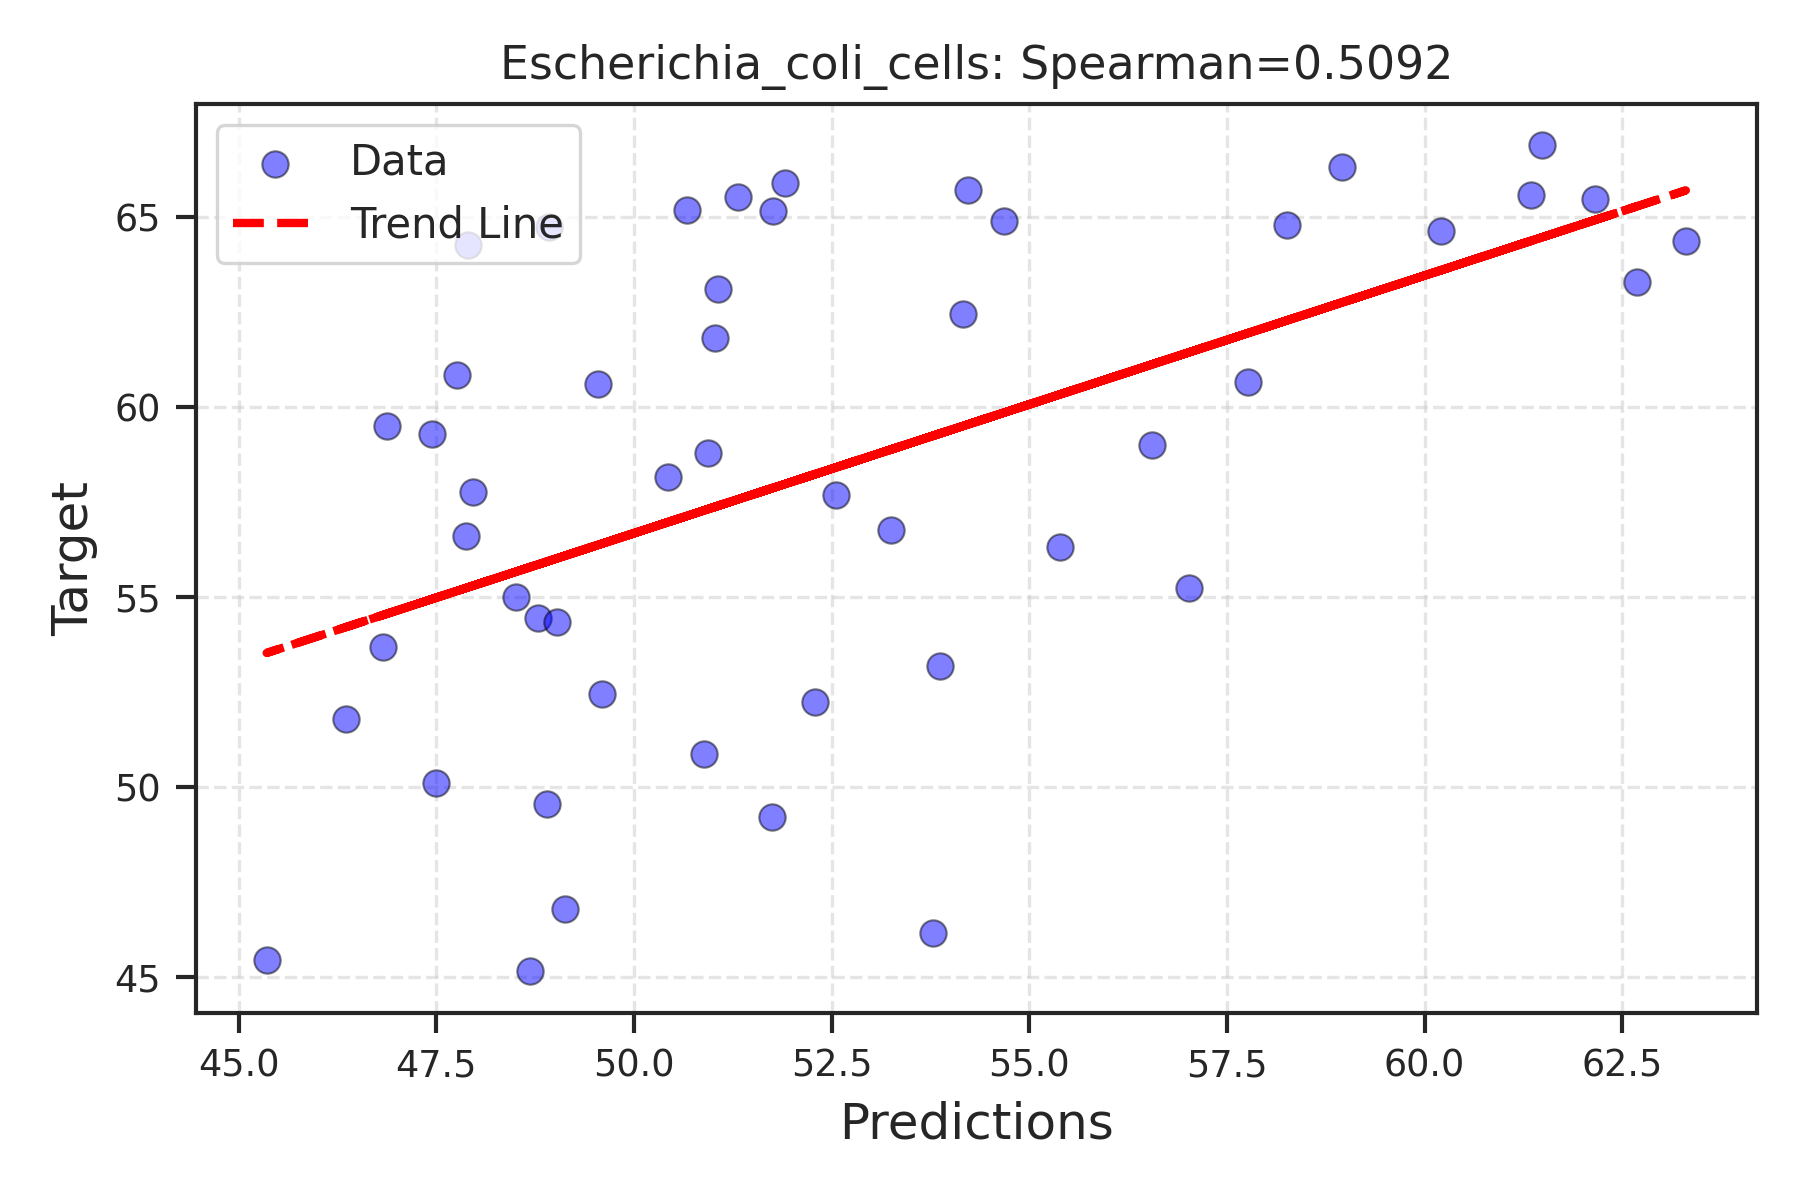 Escherichia_coli_cells: Spearman=0.5092
Data
Trend Line
Target
65
60
55
50
45
45.0 47.5 50.0 52.5 55.0 57.5 60.0 62.5
Predictions